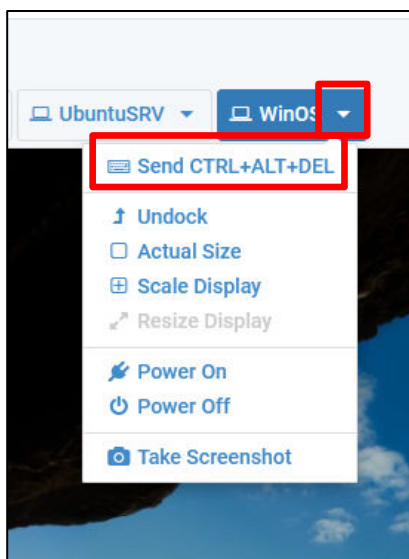 UbuntuSRV
WinOS
Send CTRL+ALT+DEL
Undock
Actual Size
Scale Display
Resize Display
Power On
Power Off
Take Screenshot